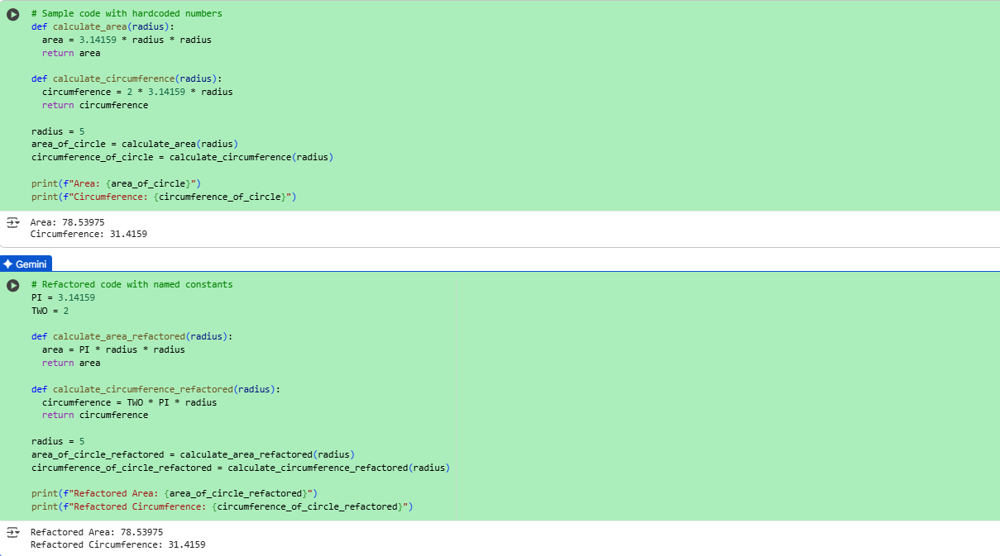 # Sample code with hardcoded numbers
def calculate_area(radius):
  area = 3.14159 * radius * radius
  return area

def calculate_circumference(radius):
  circumference = 2 * 3.14159 * radius
  return circumference

radius = 5
area_of_circle = calculate_area(radius)
circumference_of_circle = calculate_circumference(radius)

print(f"Area: {area_of_circle}")
print(f"Circumference: {circumference_of_circle}")
Area: 78.53975
Circumference: 31.4159
Gemini
# Refactored code with named constants
PI = 3.14159
TWO = 2

def calculate_area_refactored(radius):
  area = PI * radius * radius
  return area

def calculate_circumference_refactored(radius):
  circumference = TWO * PI * radius
  return circumference

radius = 5
area_of_circle_refactored = calculate_area_refactored(radius)
circumference_of_circle_refactored = calculate_circumference_refactored(radius)

print(f"Refactored Area: {area_of_circle_refactored}")
print(f"Refactored Circumference: {circumference_of_circle_refactored}")
Refactored Area: 78.53975
Refactored Circumference: 31.4159